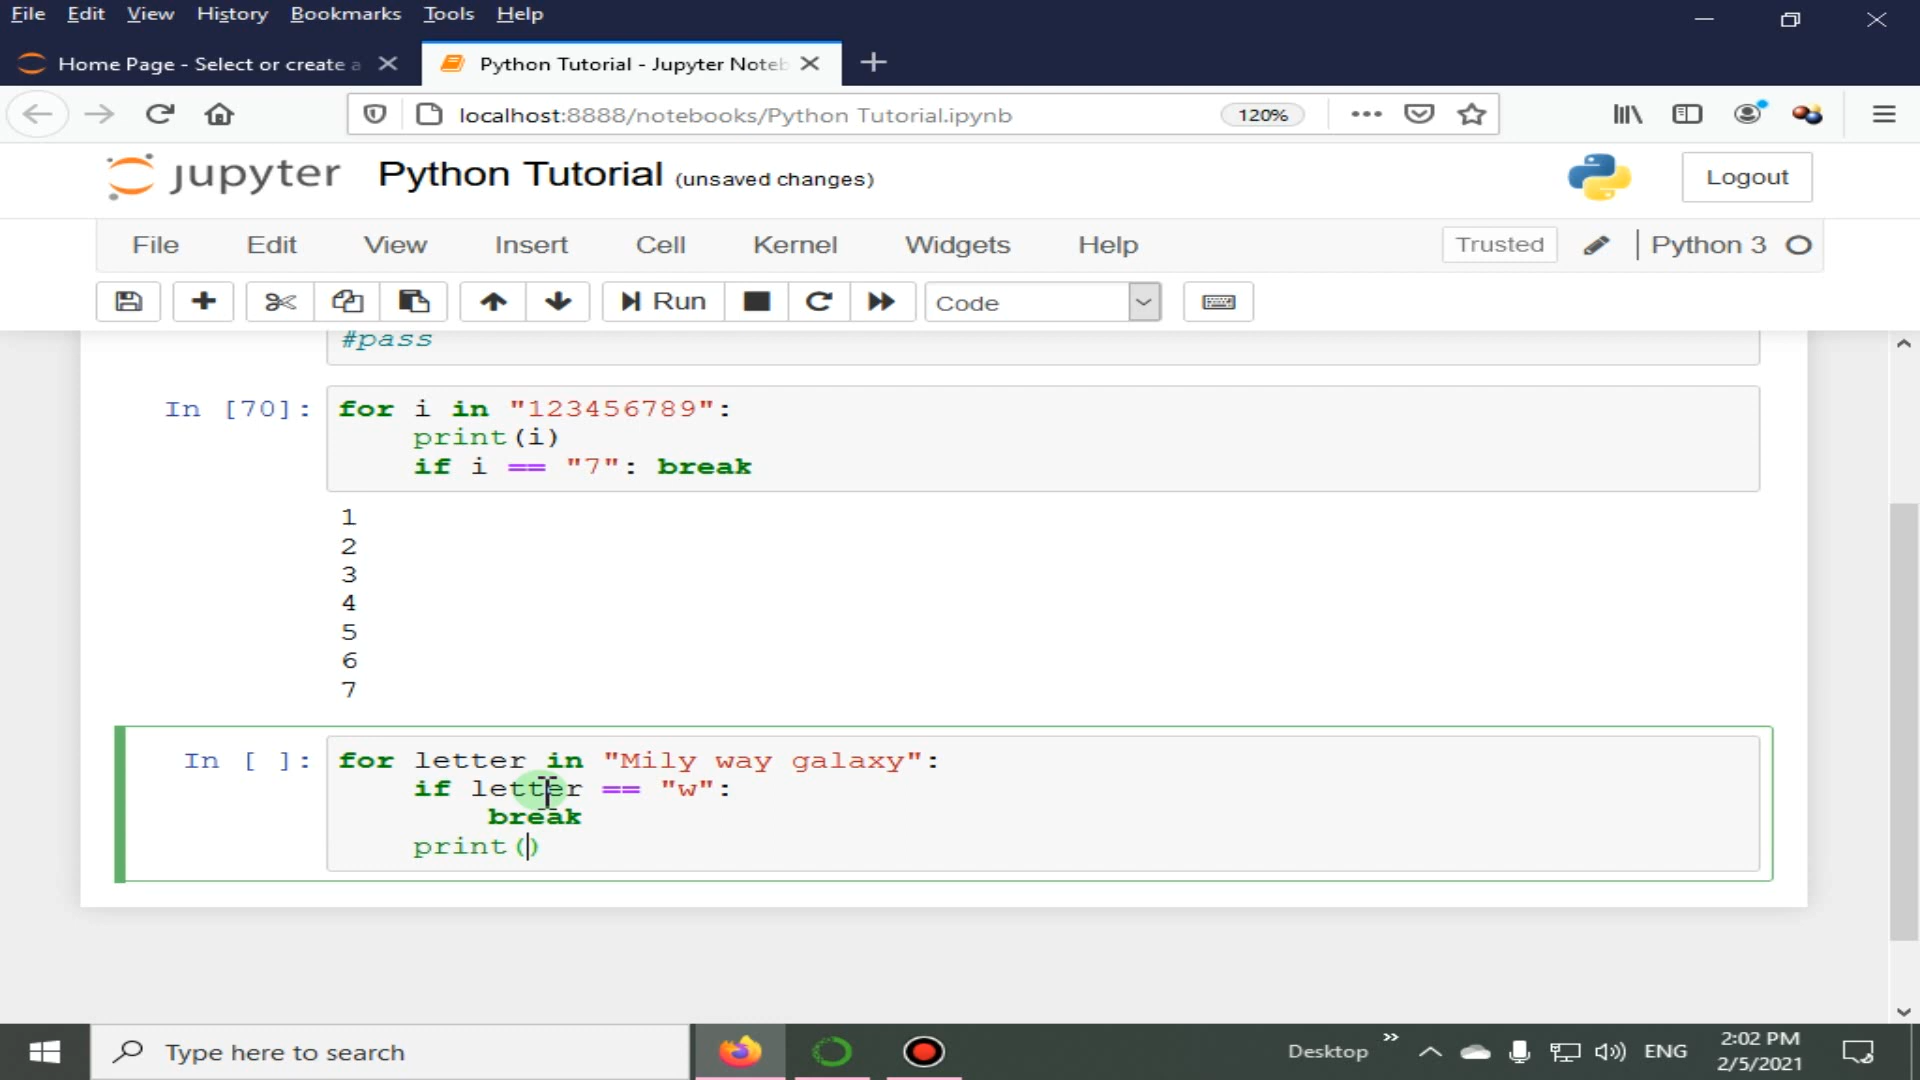 File Edit View History Bookmarks Tools Help
Home Page - Select or create a
Python Tutorial - Jupyter Noteb
localhost:8888/notebooks/Python Tutorial.ipynb 120%
jupyter Python Tutorial (unsaved changes) Logout
File Edit View Insert Cell Kernel Widgets Help Trusted Python 3
Run Code
#pass
In [70]: for i in "123456789":
print(i)
if i == "7": break
1
2
3
4
5
6
7
In [ ]: for letter in "Mily way galaxy":
if letter == "w":
break
print()
Type here to search Desktop ENG 2:02 PM
2/5/2021